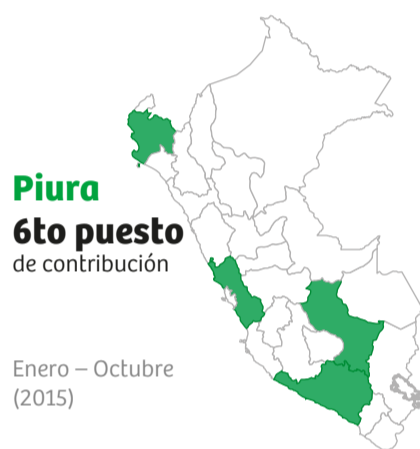 Piura
6to puesto
de contribución
Enero – Octubre
(2015)